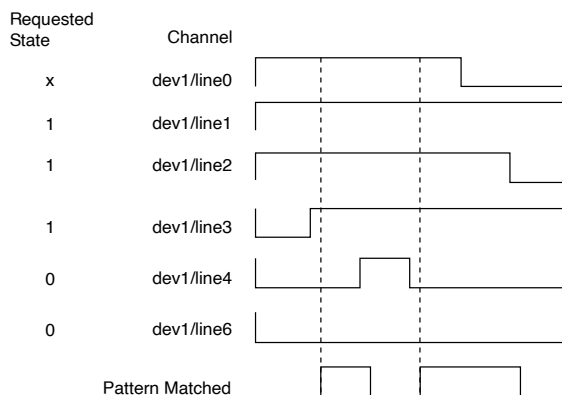 Requested
State Channel
x dev1/line0
1 dev1/line1
1 dev1/line2
1 dev1/line3
0 dev1/line4
0 dev1/line6
Pattern Matched